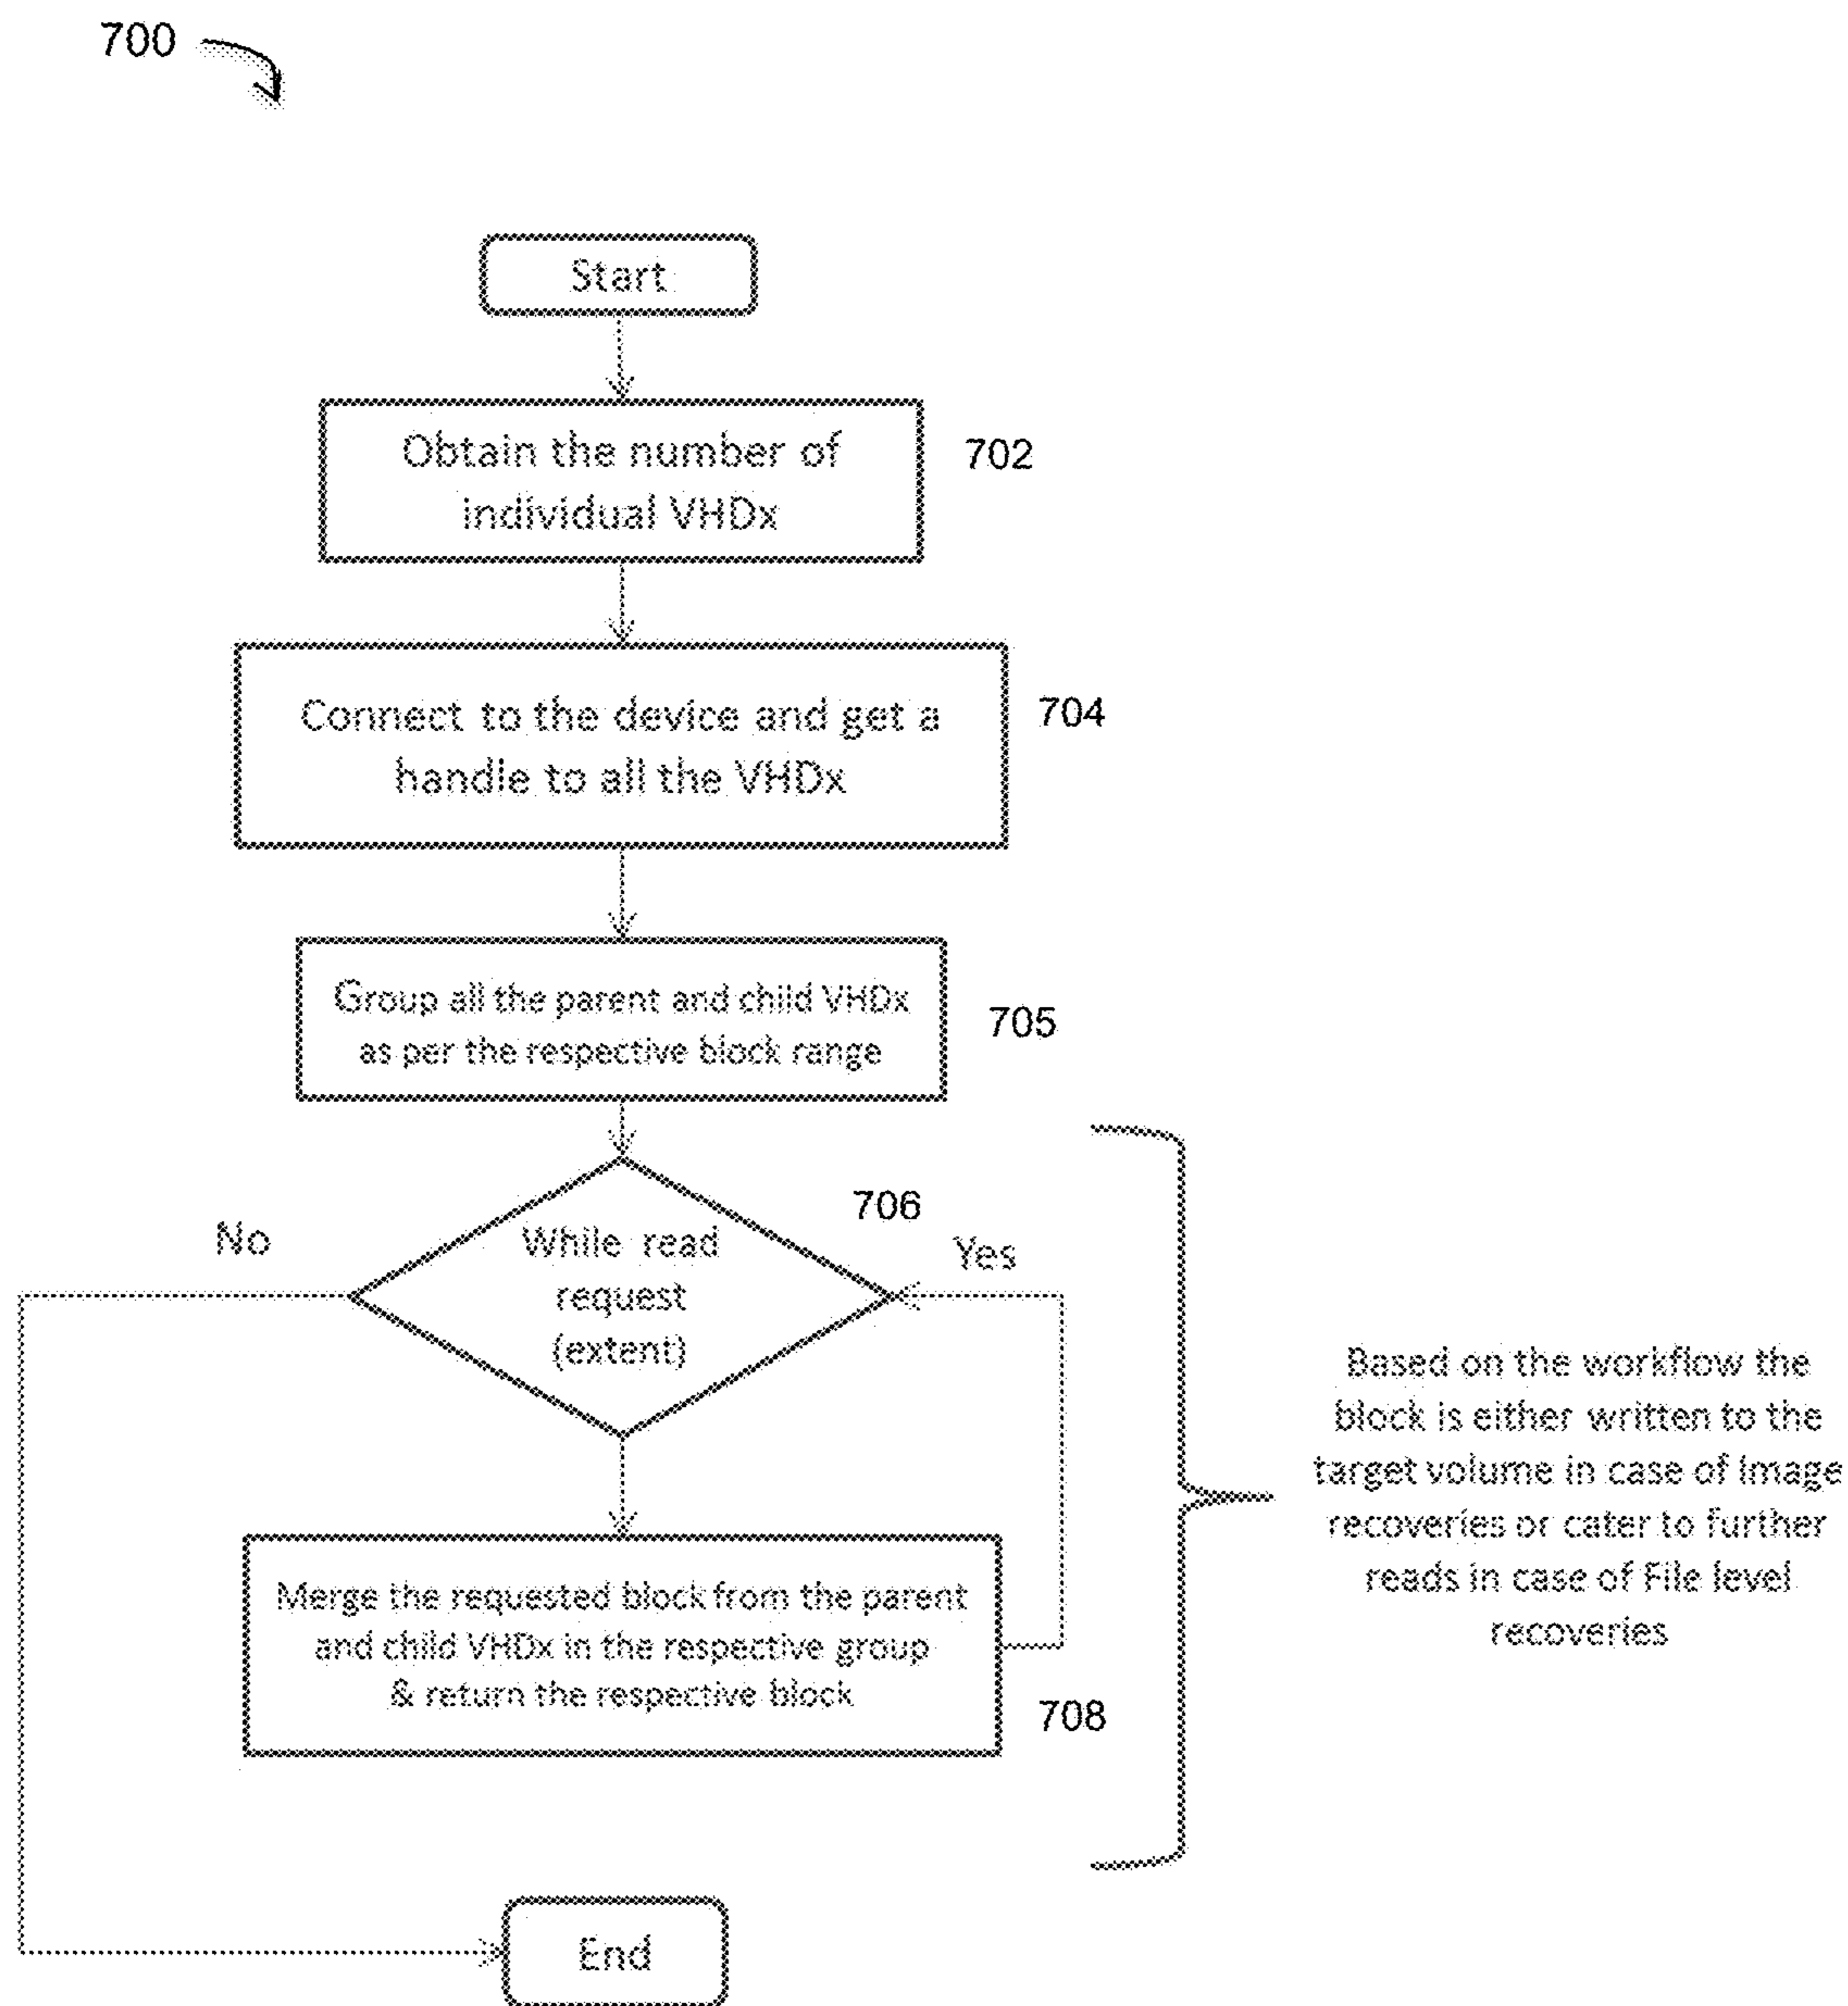 700
Start
Obtain the number of
individual VHDx
702
Connect to the device and get a
handle to all the VHDx
704
Group all the parent and child VHDx
as per the respective block range
705
706
No
While read
request
(extent)
Yes
Merge the requested block from the parent
and child VHDx in the respective group
& return the respective block
708
Based on the workflow the
block is either written to the
target volume in case of Image
recoveries or cater to further
reads in case of File level
recoveries
End